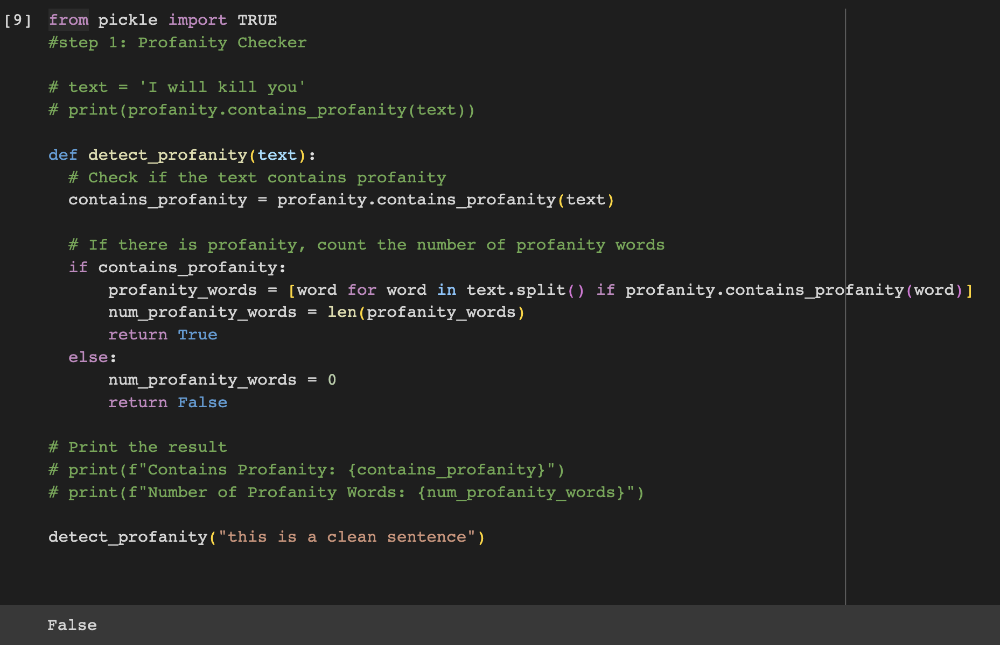 [9] from pickle import TRUE
#step 1: Profanity Checker
# text = 'I will kill you'
# print(profanity.contains_profanity(text))
def detect_profanity(text):
# Check if the text contains profanity
contains_profanity = profanity.contains_profanity(text)
# If there is profanity, count the number of profanity words
if contains_profanity:
profanity_words = [word for word in text.split() if profanity.contains_profanity(word)]
num_profanity_words = len(profanity_words)
return True
else:
num_profanity_words = 0
return False
# Print the result
# print(f"Contains Profanity: {contains_profanity}")
# print(f"Number of Profanity Words: {num_profanity_words}")
detect_profanity("this is a clean sentence")
False